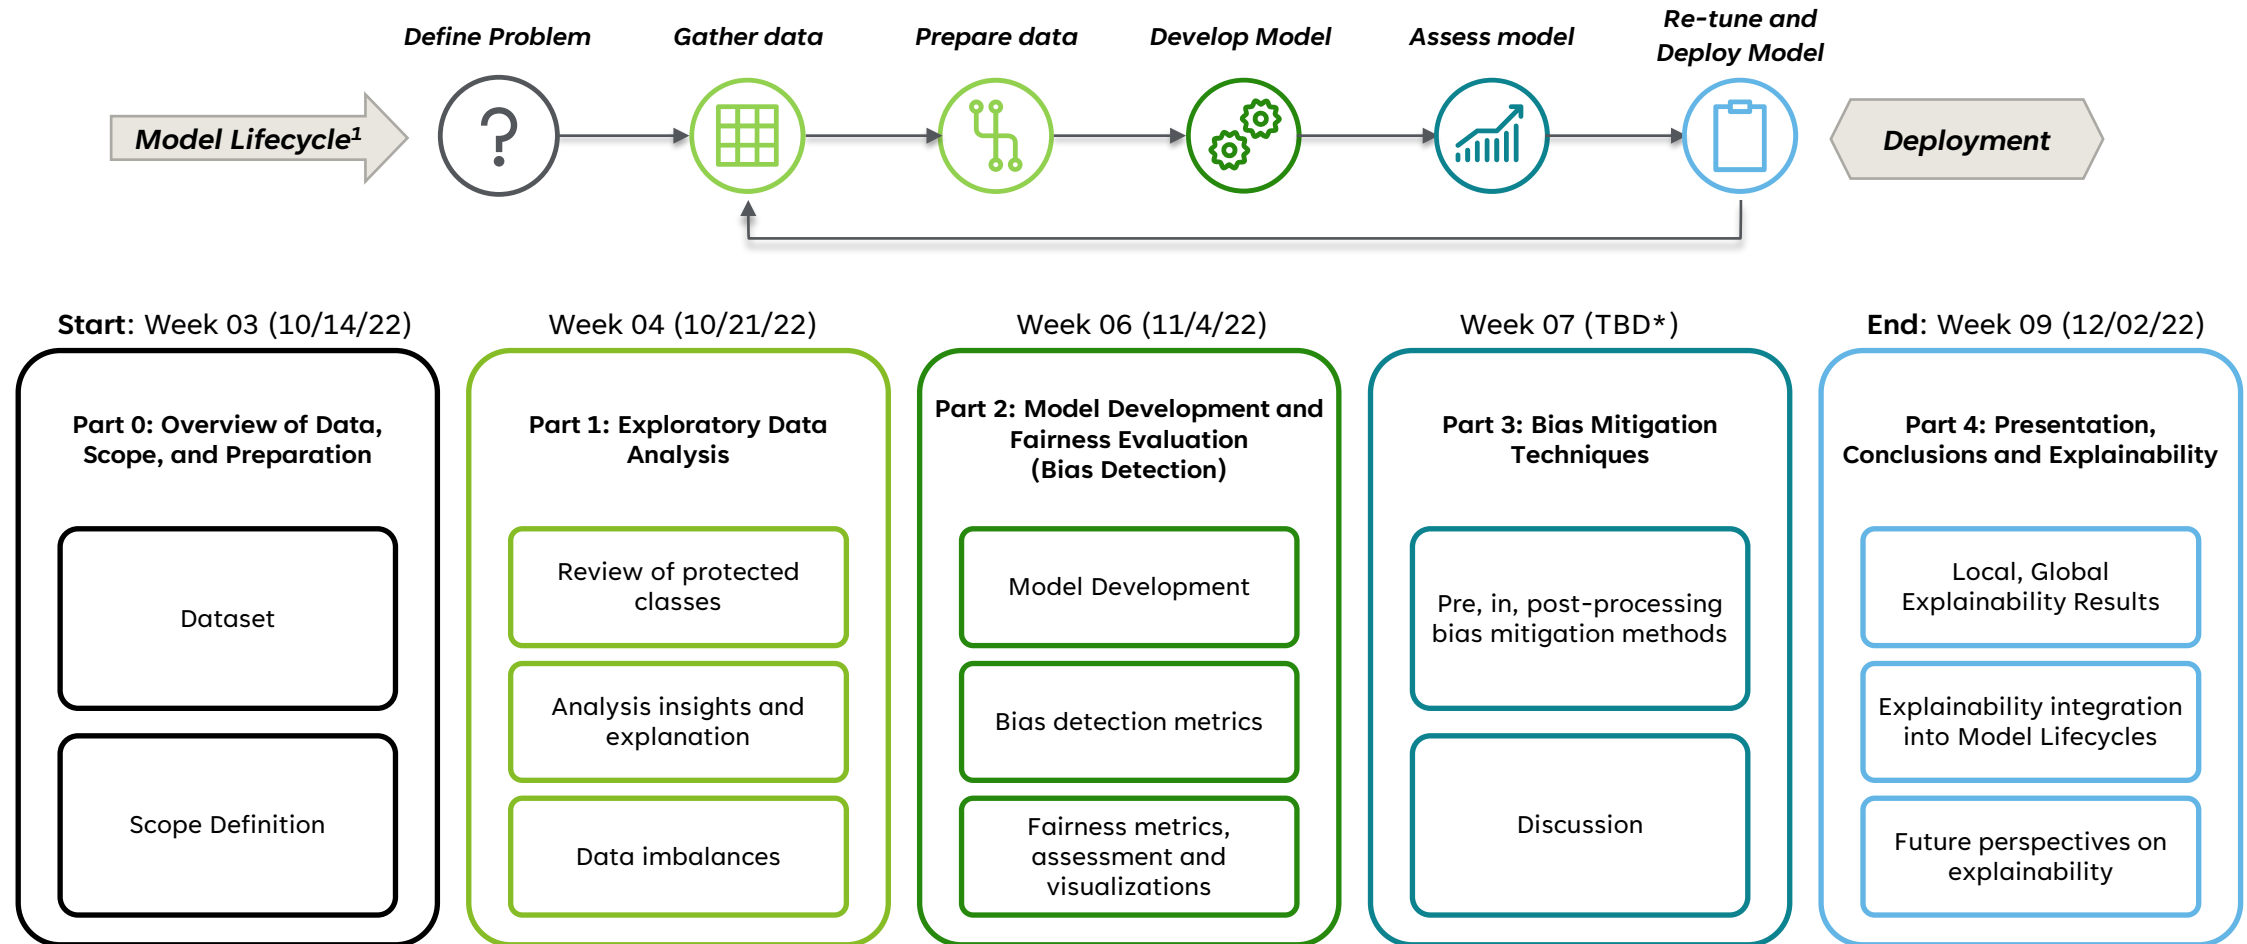 Define Problem
Gather data
Prepare data
Develop Model
Assess model
Re-tune and
Deploy Model
Model Lifecycle¹
Deployment
Start: Week 03 (10/14/22)
Week 04 (10/21/22)
Week 06 (11/4/22)
Week 07 (TBD*)
End: Week 09 (12/02/22)
Part 0: Overview of Data,
Scope, and Preparation
Dataset
Scope Definition
Part 1: Exploratory Data
Analysis
Review of protected
classes
Analysis insights and
explanation
Data imbalances
Part 2: Model Development and
Fairness Evaluation
(Bias Detection)
Model Development
Bias detection metrics
Fairness metrics,
assessment and
visualizations
Part 3: Bias Mitigation
Techniques
Pre, in, post-processing
bias mitigation methods
Discussion
Part 4: Presentation,
Conclusions and Explainability
Local, Global
Explainability Results
Explainability integration
into Model Lifecycles
Future perspectives on
explainability